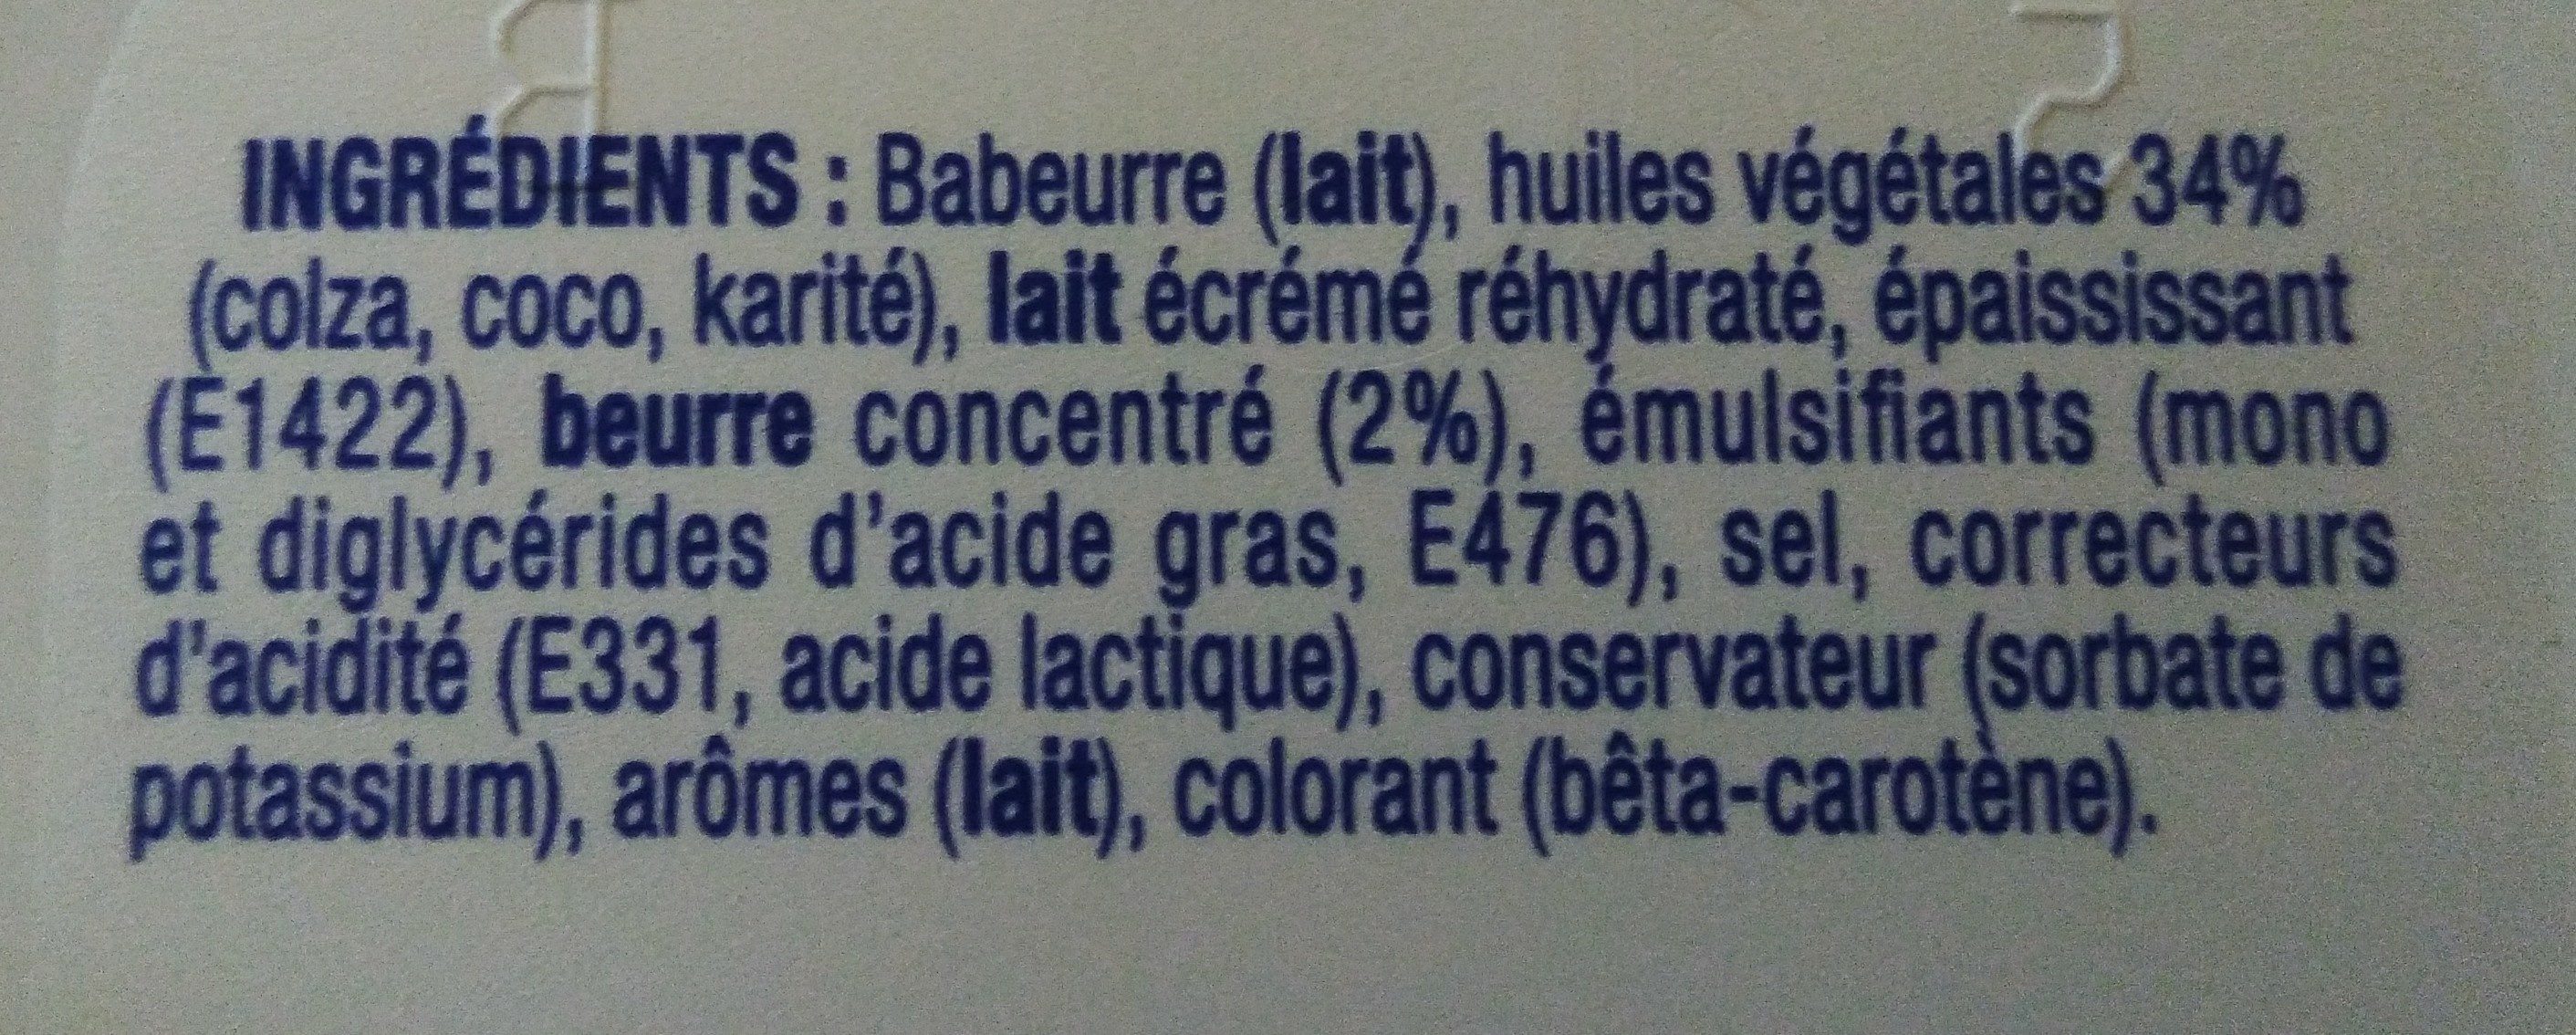 INGRÉDIENTS : Babeurre (lait), huiles végétales 34%
(colza, coco, karité), lait écrémé réhydraté, épaississant
(E1422), beurre concentré (2%), émulsifiants (mono
et diglycérides d'acide gras, E476), sel, correcteurs
d'acidité (E331, acide lactique), conservateur (sorbate de
potassium), arômes (lait), colorant (bêta-carotène).